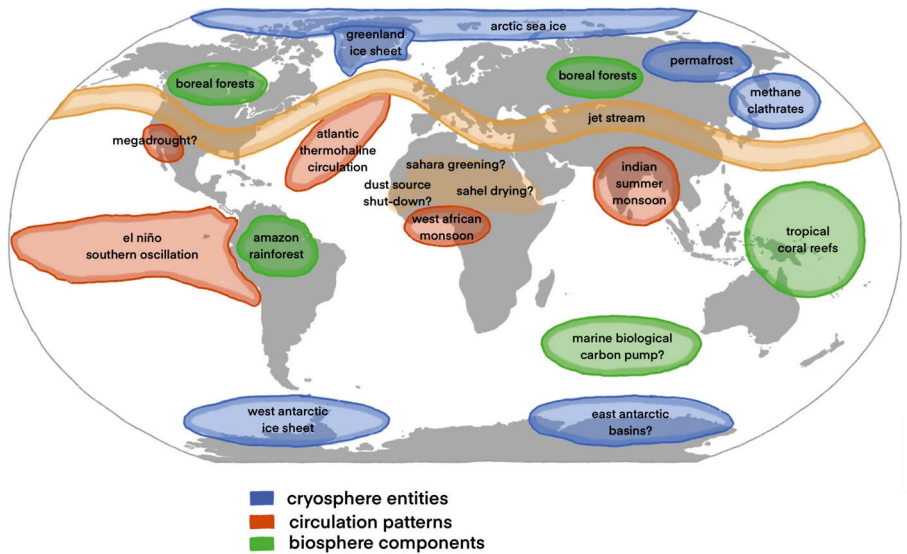 arctic sea ice
greenland
ice sheet
boreal forests
boreal forests
permafrost
methane
clathrates
jet stream
megadrought?
atlantic
thermohaline
circulation
sahara greening?
dust source
shut-down?
sahel drying?
indian
summer
monsoon
west african
monsoon
el niño
southern oscillation
amazon
rainforest
tropical
coral reefs
marine biological
carbon pump?
west antarctic
ice sheet
east antarctic
basins?
cryosphere entities
circulation patterns
biosphere components